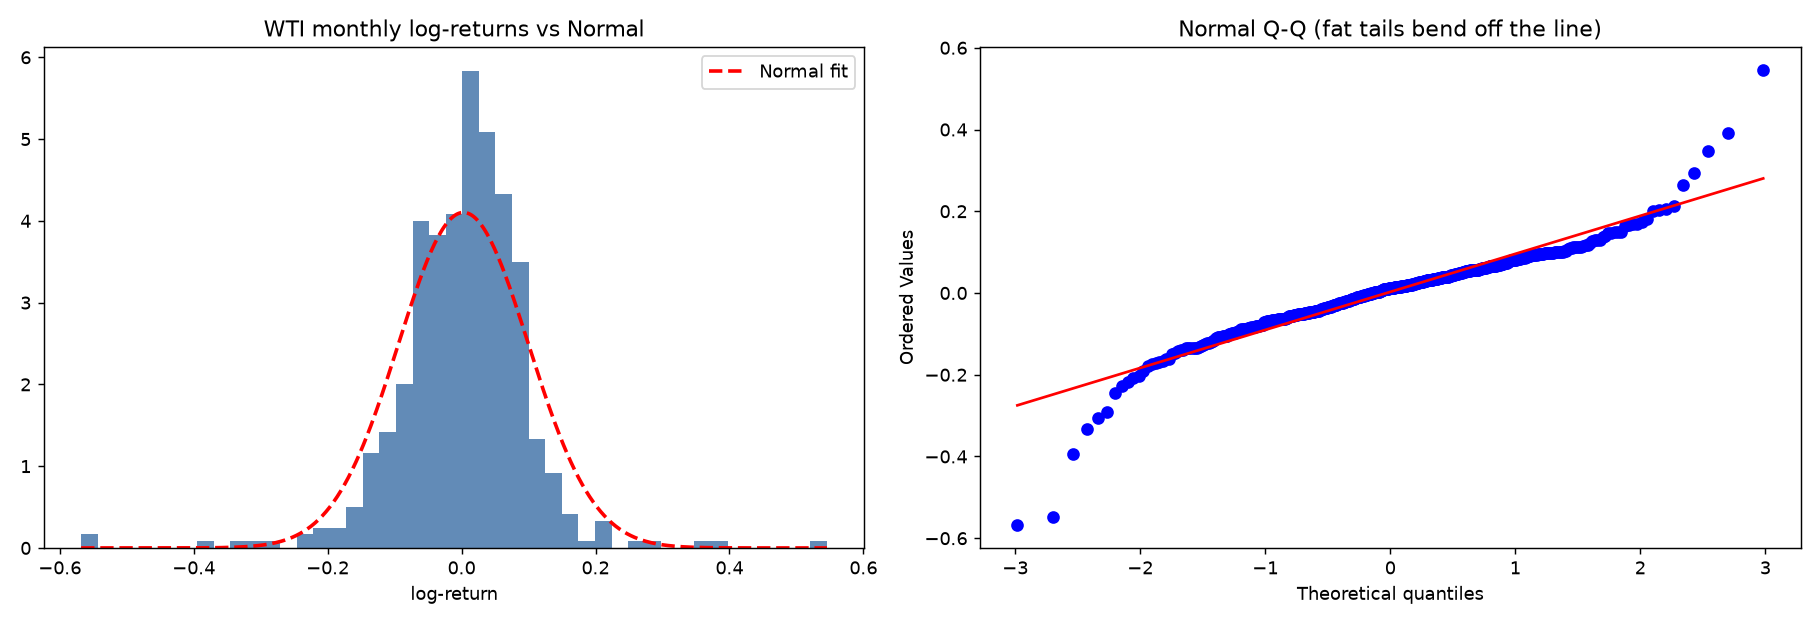 WTI monthly log-returns vs Normal
Normal fit
6
5
4
3
2
1
0
−0.6 −0.4 −0.2 0.0 0.2 0.4 0.6
log-return
Normal Q-Q (fat tails bend off the line)
Ordered Values
0.6
0.4
0.2
0.0
−0.2
−0.4
−0.6
−3 −2 −1 0 1 2 3
Theoretical quantiles